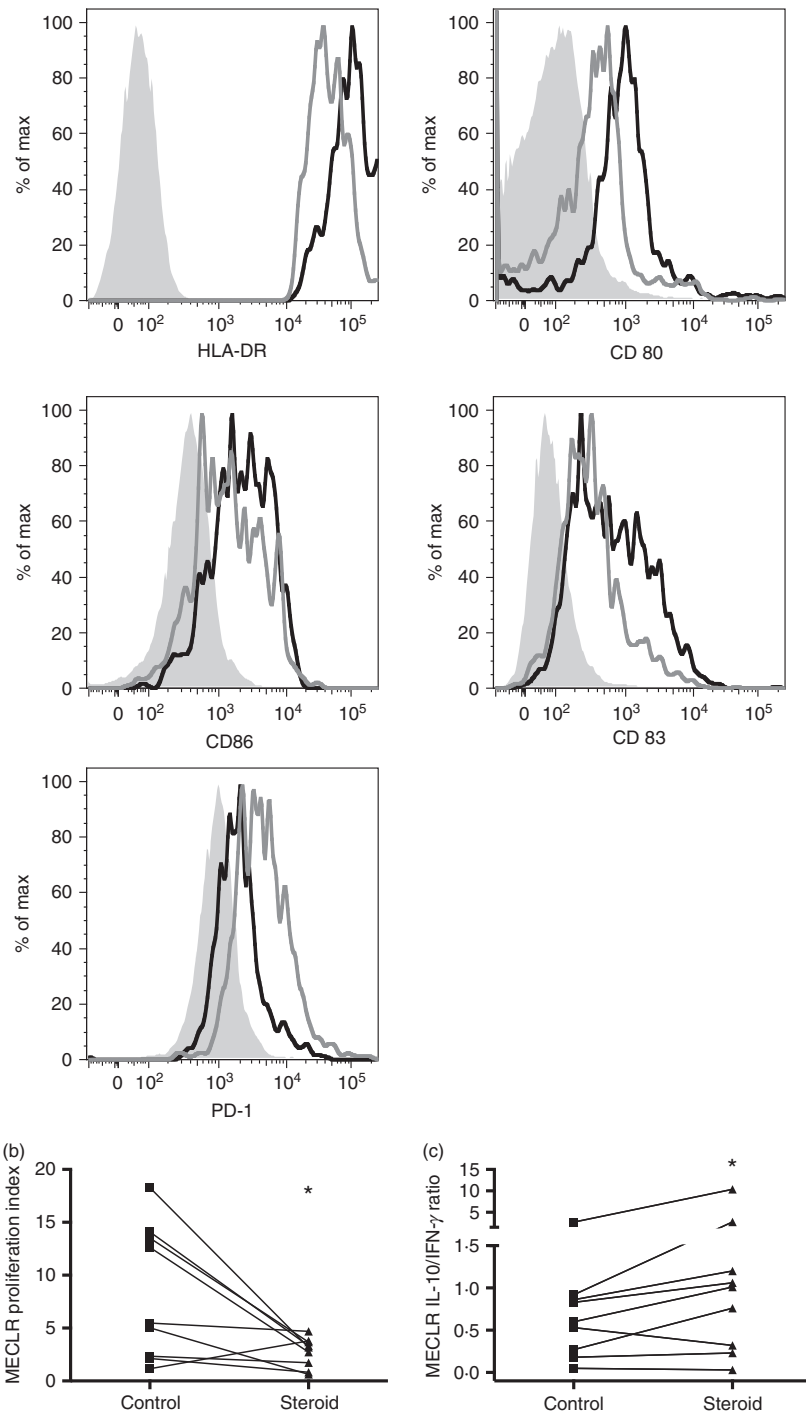 100
80
60
40
20
0
% of max
0 10² 10³ 10⁴ 10⁵
HLA-DR
100
80
60
40
20
0
% of max
0 10² 10³ 10⁴ 10⁵
CD 80
100
80
60
40
20
0
% of max
0 10² 10³ 10⁴ 10⁵
CD86
100
80
60
40
20
0
% of max
0 10² 10³ 10⁴ 10⁵
CD 83
100
80
60
40
20
0
% of max
0 10² 10³ 10⁴ 10⁵
PD-1
(b)
MECLR proliferation index
20
15
10
5
0
*
Control Steroid
(c)
MECLR IL-10/IFN-γ ratio
15
10
5
1·5
1·0
0·5
0·0
*
Control Steroid